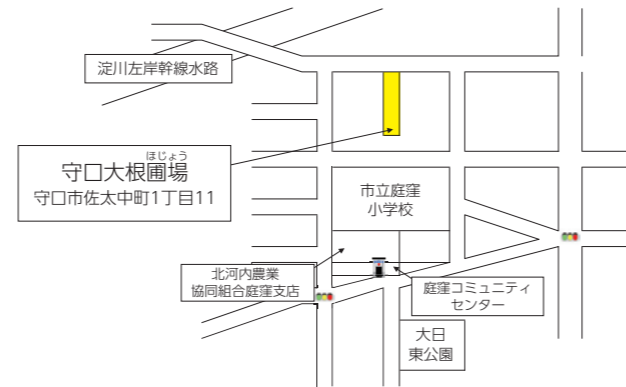 淀川左岸幹線水路
ほじょう
守口大根圃場
守口市佐太中町1丁目11
市立庭窪
小学校
北河内農業
協同組合庭窪支店
庭窪コミュニティ
センター
大日
東公園